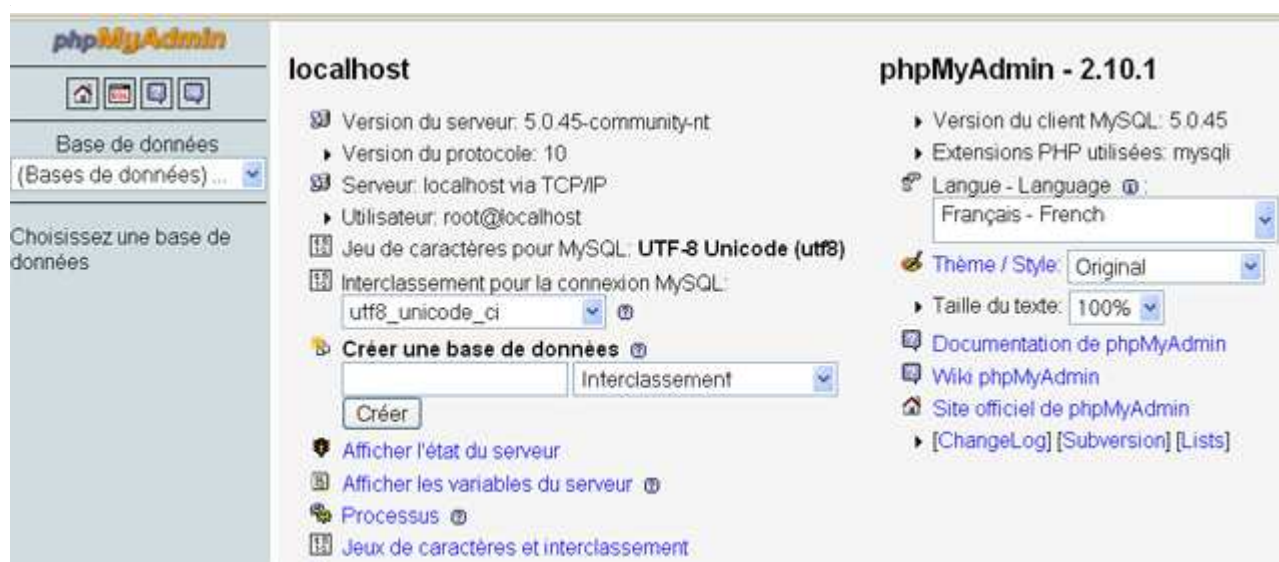 phpMyAdmin
Base de données
(Bases de données) ...
Choisissez une base de
données
localhost
Version du serveur: 5.0.45-community-nt
Version du protocole: 10
Serveur: localhost via TCP/IP
Utilisateur: root@localhost
Jeu de caractères pour MySQL: UTF-8 Unicode (utf8)
Interclassement pour la connexion MySQL:
utf8_unicode_ci
Créer une base de données
Interclassement
Créer
Afficher l'état du serveur
Afficher les variables du serveur
Processus
Jeux de caractères et interclassement
phpMyAdmin - 2.10.1
Version du client MySQL: 5.0.45
Extensions PHP utilisées: mysqli
Langue - Language :
Français - French
Thème / Style: Original
Taille du texte: 100%
Documentation de phpMyAdmin
Wiki phpMyAdmin
Site officiel de phpMyAdmin
[ChangeLog] [Subversion] [Lists]